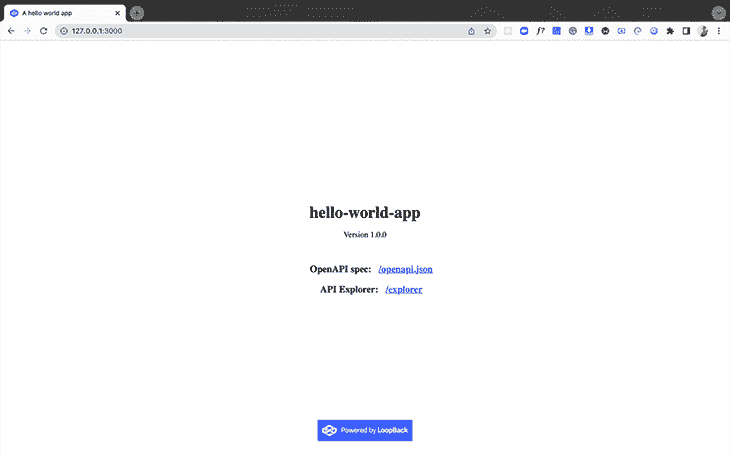 A hello world app
127.0.0.1:3000
f?
hello-world-app
Version 1.0.0
OpenAPI spec: /openapi.json
API Explorer: /explorer
Powered by LoopBack